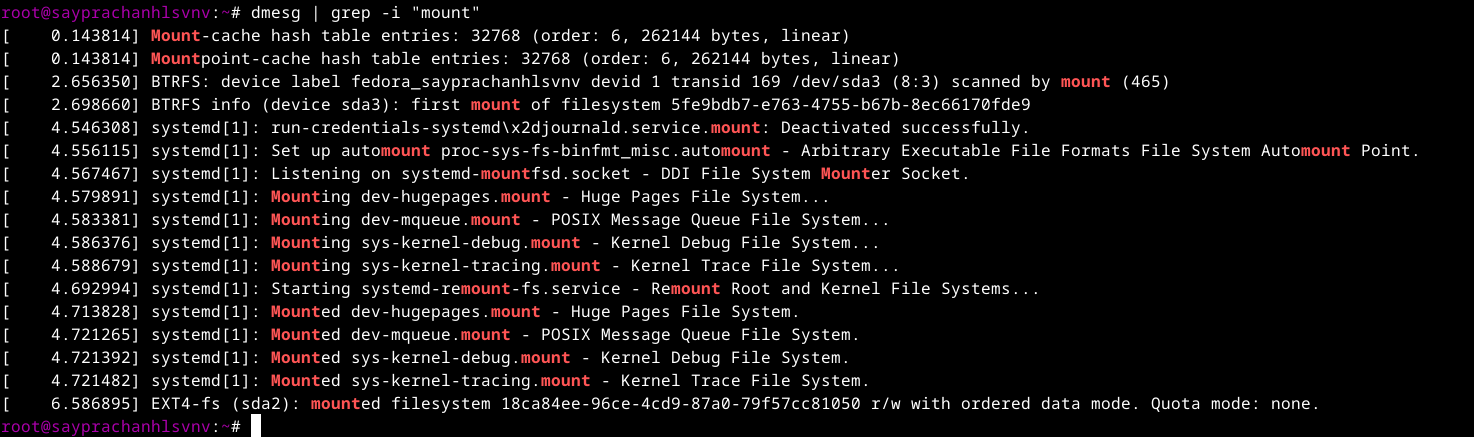 root@sayprachanhlsvnv:~# dmesg | grep -i "mount"
[    0.143814] Mount-cache hash table entries: 32768 (order: 6, 262144 bytes, linear)
[    0.143814] Mountpoint-cache hash table entries: 32768 (order: 6, 262144 bytes, linear)
[    2.656350] BTRFS: device label fedora_sayprachanhlsvnv devid 1 transid 169 /dev/sda3 (8:3) scanned by mount (465)
[    2.698660] BTRFS info (device sda3): first mount of filesystem 5fe9bdb7-e763-4755-b67b-8ec66170fde9
[    4.546308] systemd[1]: run-credentials-systemd\x2djournald.service.mount: Deactivated successfully.
[    4.556115] systemd[1]: Set up automount proc-sys-fs-binfmt_misc.automount - Arbitrary Executable File Formats File System Automount Point.
[    4.567467] systemd[1]: Listening on systemd-mountfsd.socket - DDI File System Mounter Socket.
[    4.579891] systemd[1]: Mounting dev-hugepages.mount - Huge Pages File System...
[    4.583381] systemd[1]: Mounting dev-mqueue.mount - POSIX Message Queue File System...
[    4.586376] systemd[1]: Mounting sys-kernel-debug.mount - Kernel Debug File System...
[    4.588679] systemd[1]: Mounting sys-kernel-tracing.mount - Kernel Trace File System...
[    4.692994] systemd[1]: Starting systemd-remount-fs.service - Remount Root and Kernel File Systems...
[    4.713828] systemd[1]: Mounted dev-hugepages.mount - Huge Pages File System.
[    4.721265] systemd[1]: Mounted dev-mqueue.mount - POSIX Message Queue File System.
[    4.721392] systemd[1]: Mounted sys-kernel-debug.mount - Kernel Debug File System.
[    4.721482] systemd[1]: Mounted sys-kernel-tracing.mount - Kernel Trace File System.
[    6.586895] EXT4-fs (sda2): mounted filesystem 18ca84ee-96ce-4cd9-87a0-79f57cc81050 r/w with ordered data mode. Quota mode: none.
root@sayprachanhlsvnv:~#